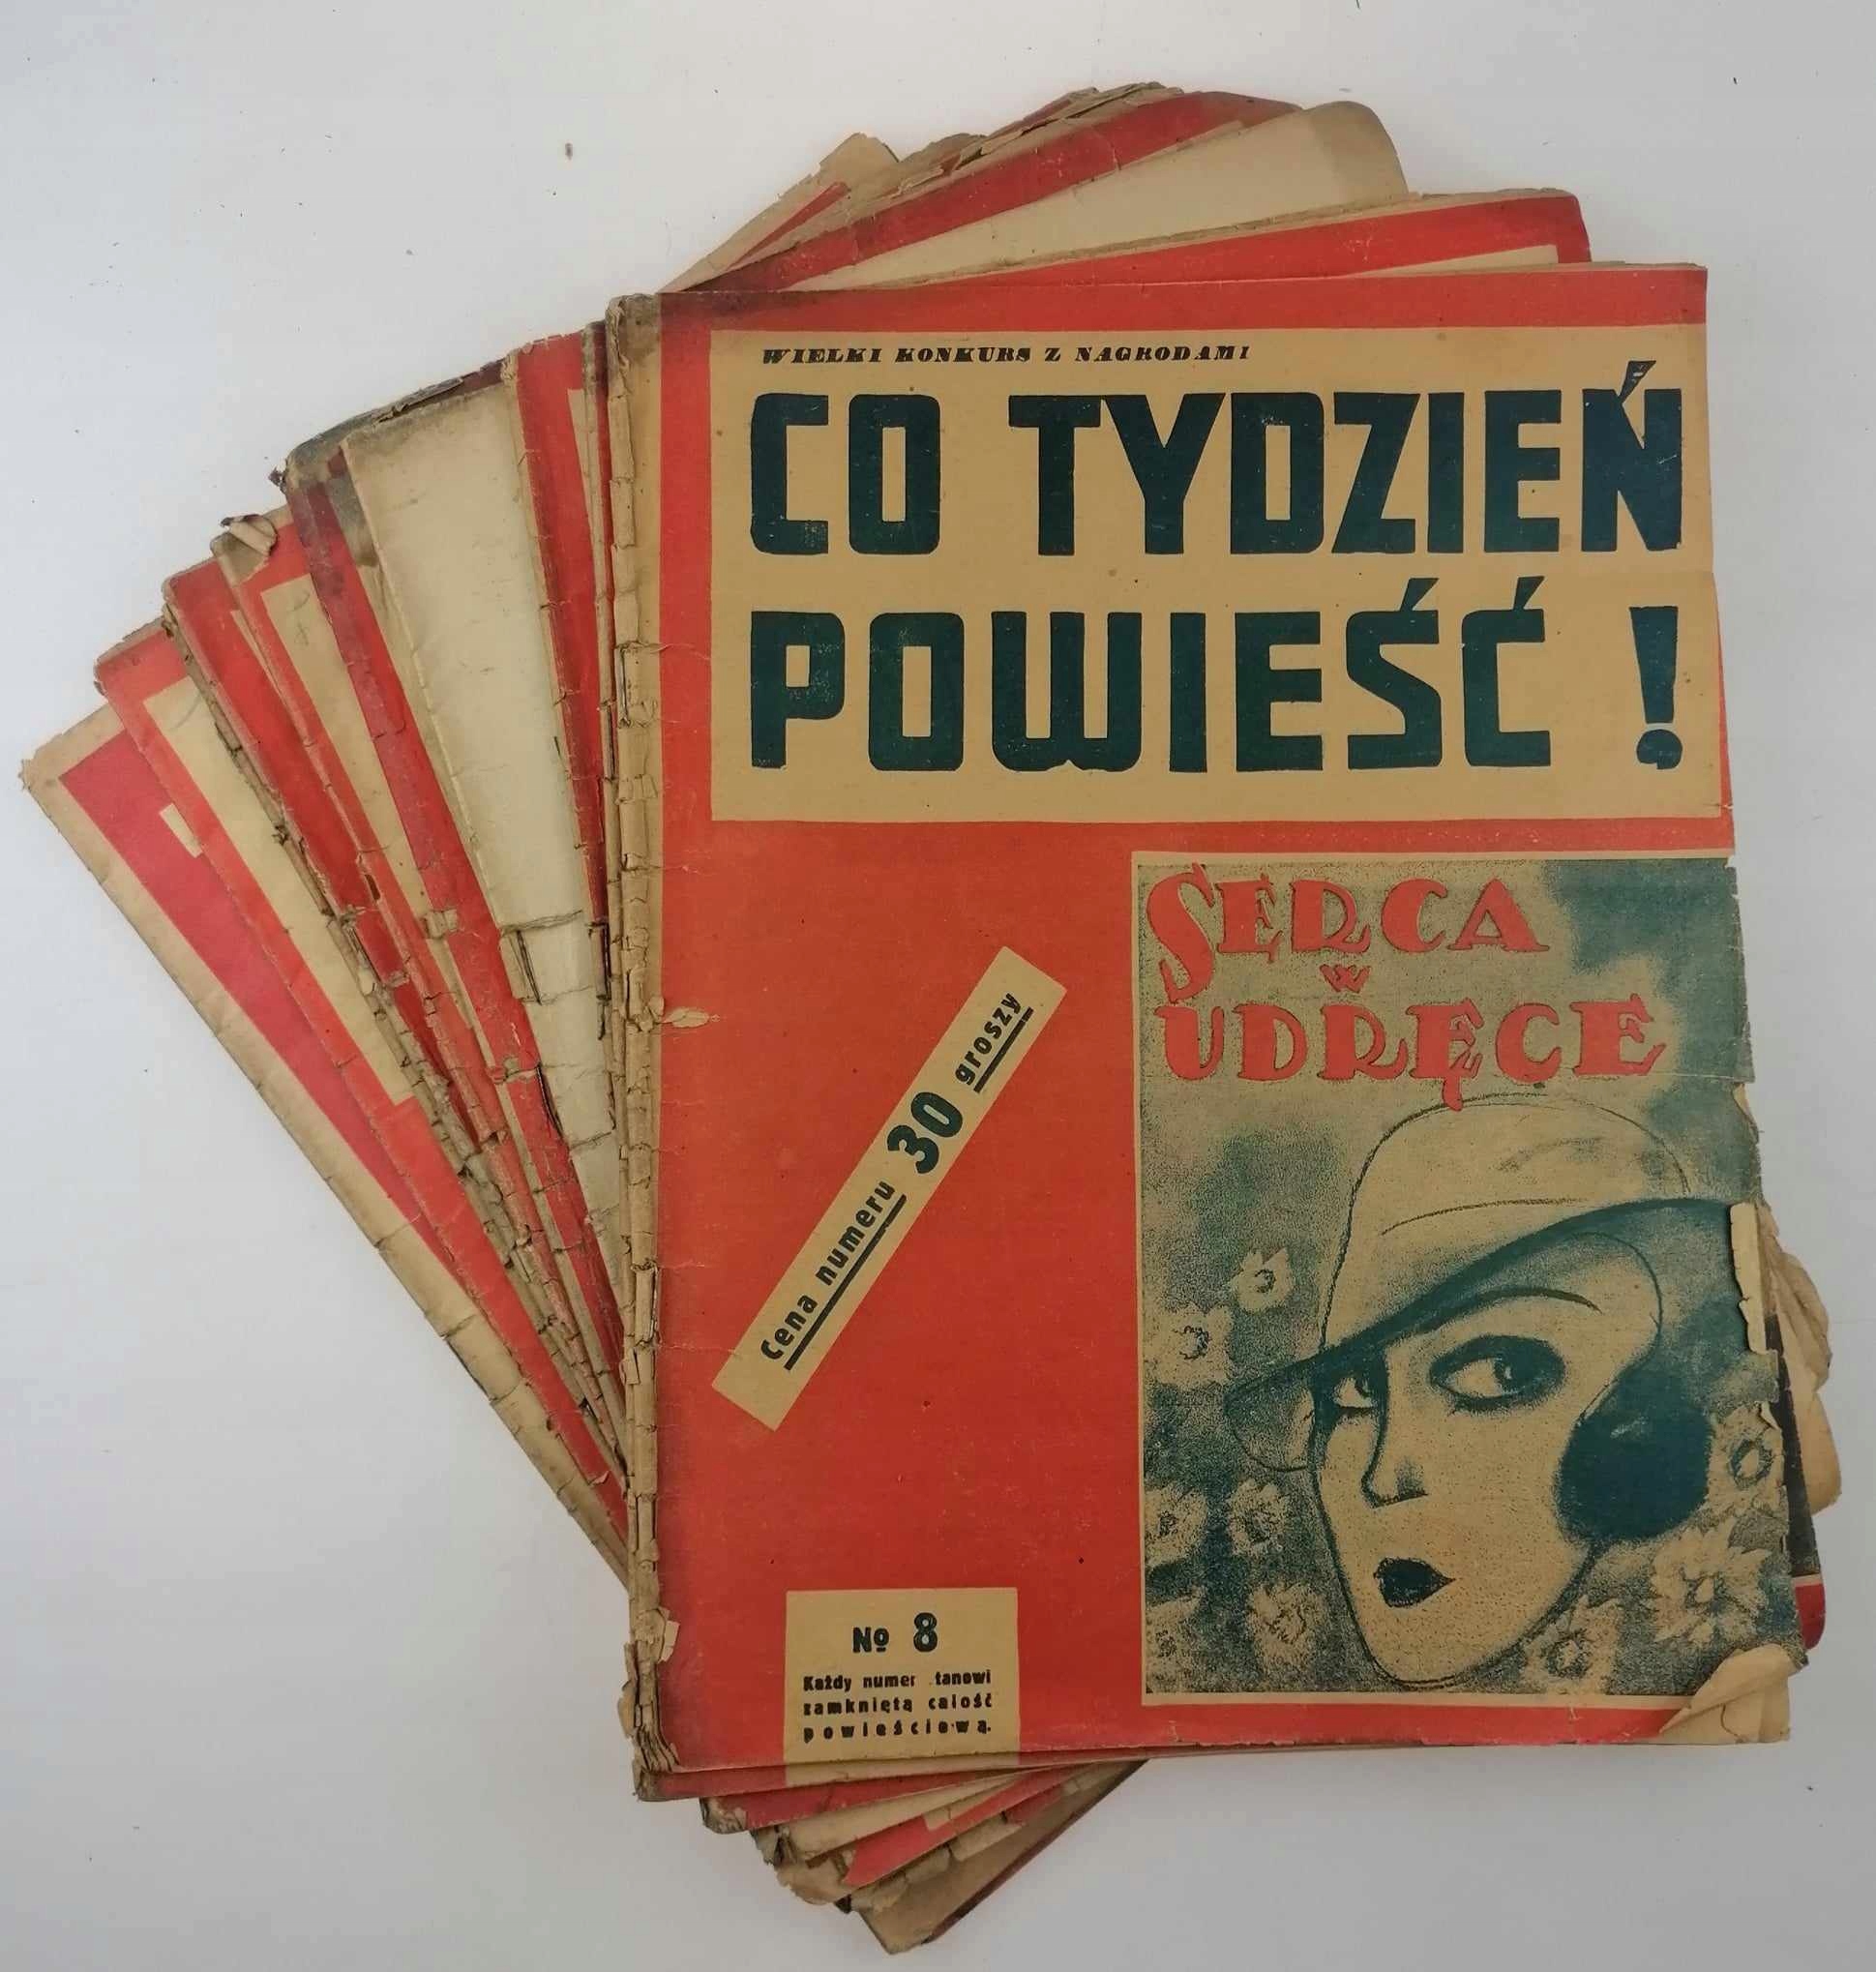 WIELKI KONKURS Z NAGRODAMI
CO TYDZIEŃ
POWIEŚĆ !
SERCA
W
UDRĘCE
Cena numeru 30 groszy
No 8
Każdy numer tanowi
zamkniętą całość
powieściową.